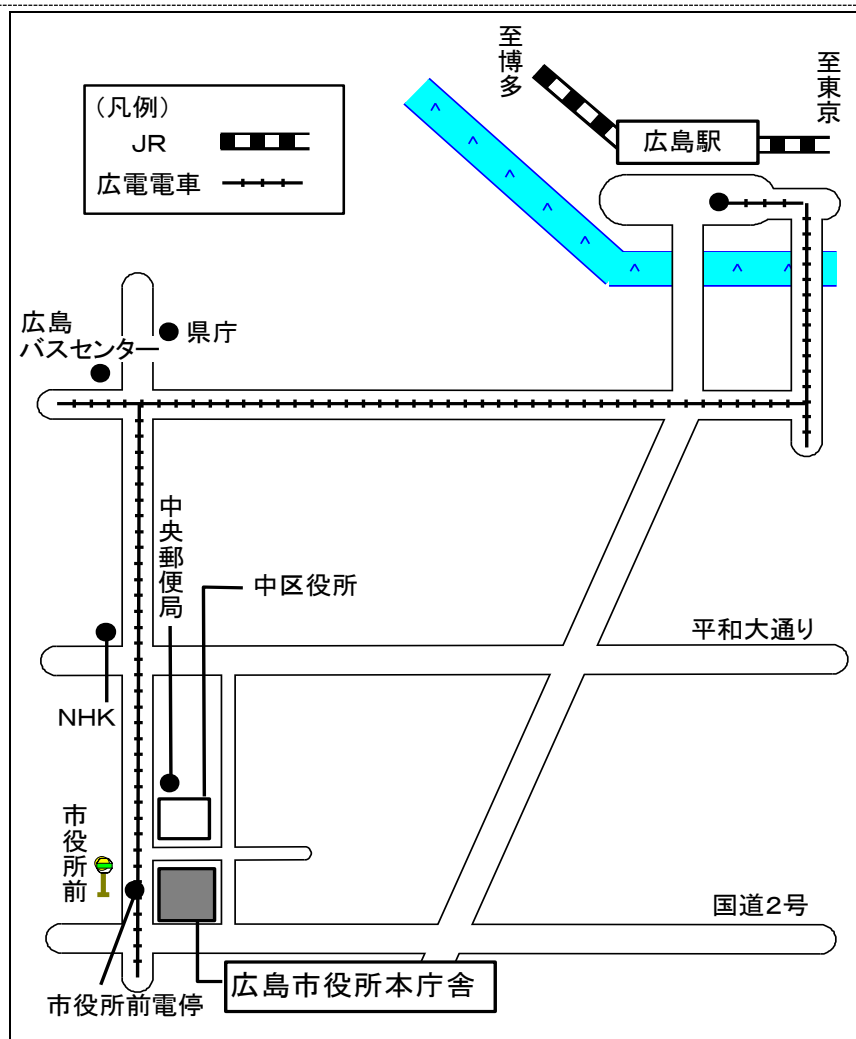 至博多
至東京
(凡例)
JR
広電電車
広島駅
広島
バスセンター
県庁
中央郵便局
中区役所
平和大通り
NHK
市役所前
国道2号
広島市役所本庁舎
市役所前電停